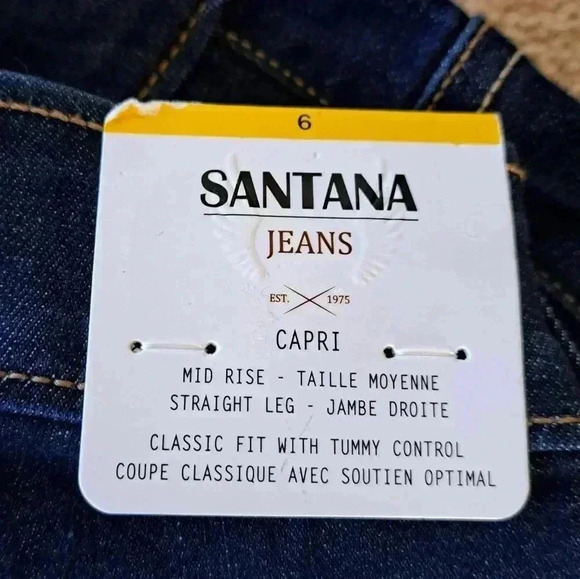 6
SANTANA
JEANS
EST. 1975
CAPRI
MID RISE - TAILLE MOYENNE
STRAIGHT LEG - JAMBE DROITE
CLASSIC FIT WITH TUMMY CONTROL
COUPE CLASSIQUE AVEC SOUTIEN OPTIMAL